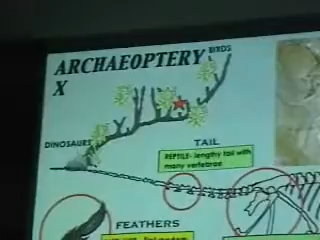 ARCHAEOPTERY
X
BIRDS
DINOSAURS
TAIL
REPTILE- lengthy tail with
many vertebrae
FEATHERS